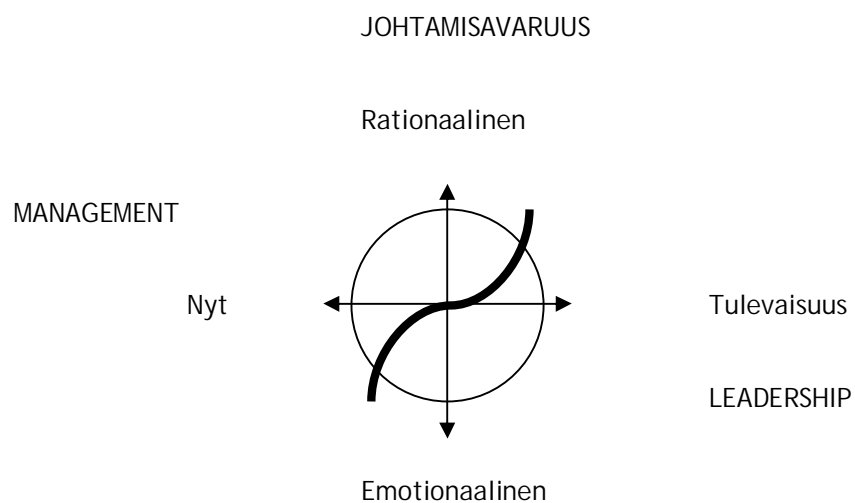 JOHTAMISAVARUUS
Rationaalinen
MANAGEMENT
Nyt
Tulevaisuus
LEADERSHIP
Emotionaalinen